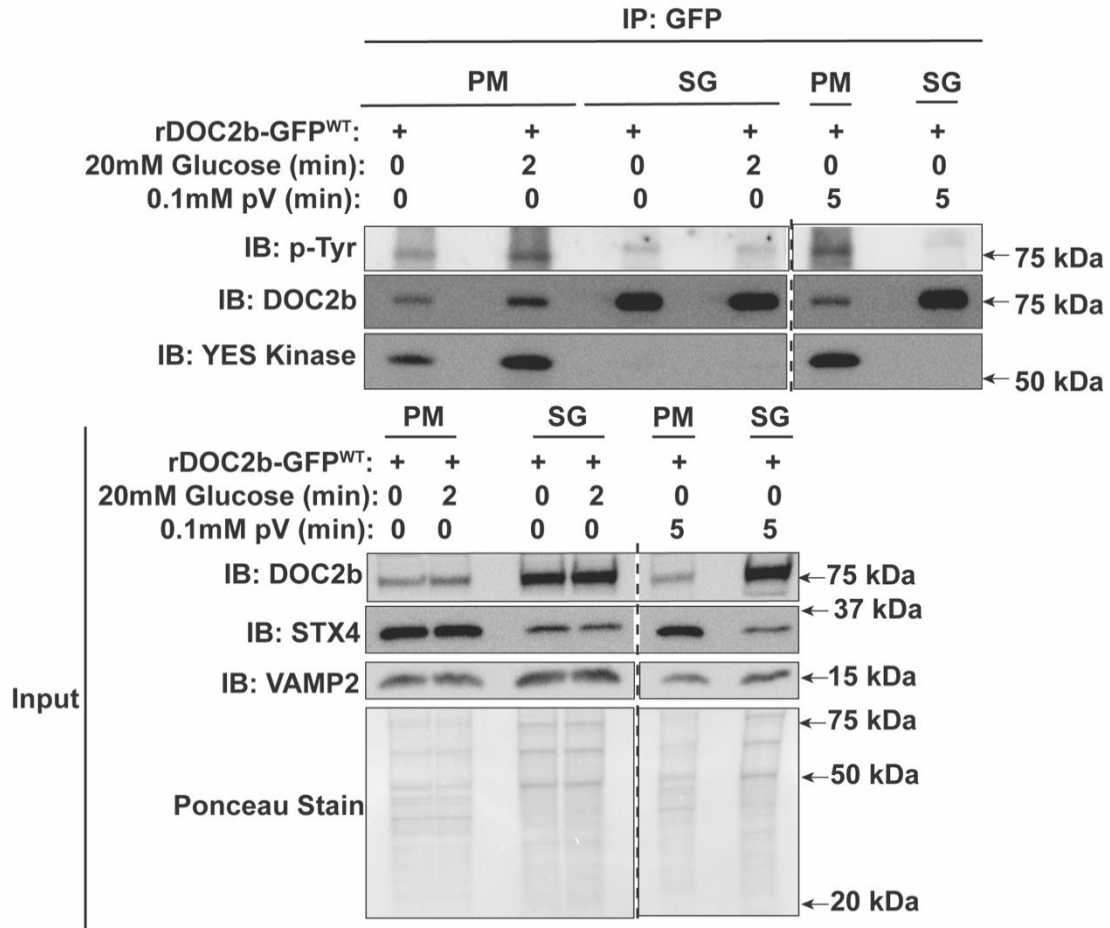 IP: GFP
PM SG PM SG
rDOC2b-GFPWT: + + + + + +
20mM Glucose (min): 0 2 0 2 0 0
0.1mM pV (min): 0 0 0 0 5 5
IB: p-Tyr 75 kDa
IB: DOC2b 75 kDa
IB: YES Kinase 50 kDa
PM SG PM SG
rDOC2b-GFPWT: + + + + + +
20mM Glucose (min): 0 2 0 2 0 0
0.1mM pV (min): 0 0 0 0 5 5
IB: DOC2b 75 kDa
37 kDa
IB: STX4
IB: VAMP2 15 kDa
Input
75 kDa
50 kDa
Ponceau Stain
20 kDa